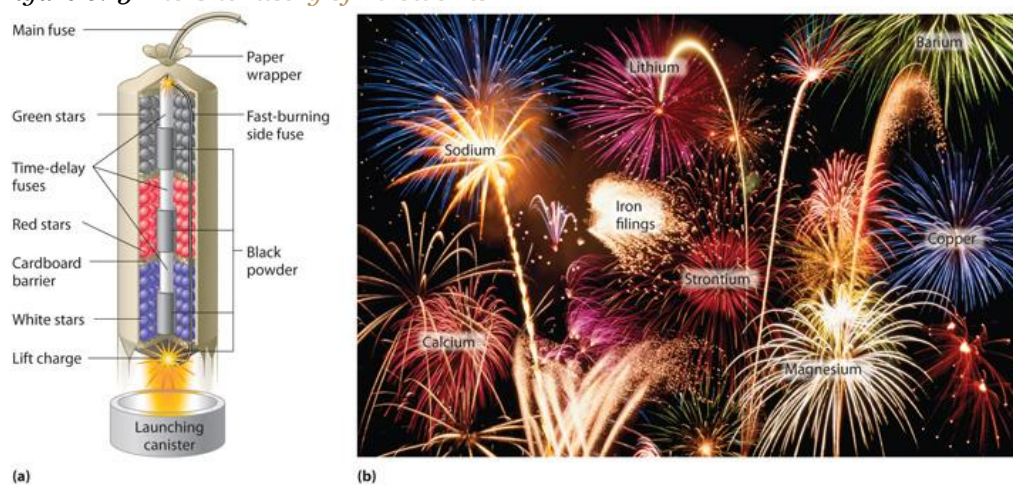 Main fuse
Paper
wrapper
Green stars
Fast-burning
side fuse
Time-delay
fuses
Red stars
Cardboard
barrier
Black
powder
White stars
Lift charge
Launching
canister
(a)
Lithium
Barium
Sodium
Iron
filings
Copper
Strontium
Calcium
Magnesium
(b)